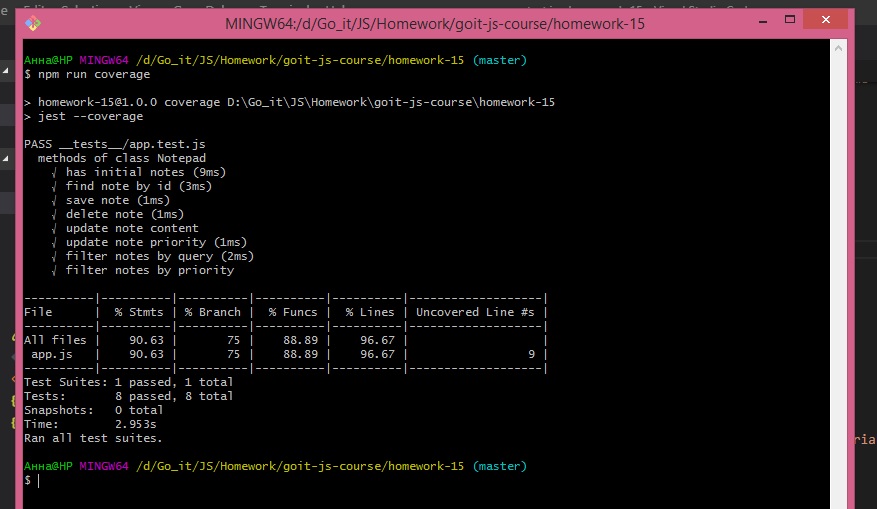 MINGW64:/d/Go_it/JS/Homework/goit-js-course/homework-15
Анна@HP MINGW64 /d/Go_it/JS/Homework/goit-js-course/homework-15 (master)
$ npm run coverage
> homework-15@1.0.0 coverage D:\Go_it\JS\Homework\goit-js-course\homework-15
> jest --coverage
PASS __tests__/app.test.js
methods of class Notepad
√ has initial notes (9ms)
√ find note by id (3ms)
√ save note (1ms)
√ delete note (1ms)
√ update note content
√ update note priority (1ms)
√ filter notes by query (2ms)
√ filter notes by priority
----------|----------|----------|----------|----------|-------------------|
File      |  % Stmts | % Branch |  % Funcs |  % Lines | Uncovered Line #s |
----------|----------|----------|----------|----------|-------------------|
All files |    90.63 |       75 |    88.89 |    96.67 |                   |
 app.js   |    90.63 |       75 |    88.89 |    96.67 |                 9 |
----------|----------|----------|----------|----------|-------------------|
Test Suites: 1 passed, 1 total
Tests:       8 passed, 8 total
Snapshots:   0 total
Time:        2.953s
Ran all test suites.
Анна@HP MINGW64 /d/Go_it/JS/Homework/goit-js-course/homework-15 (master)
$
ria